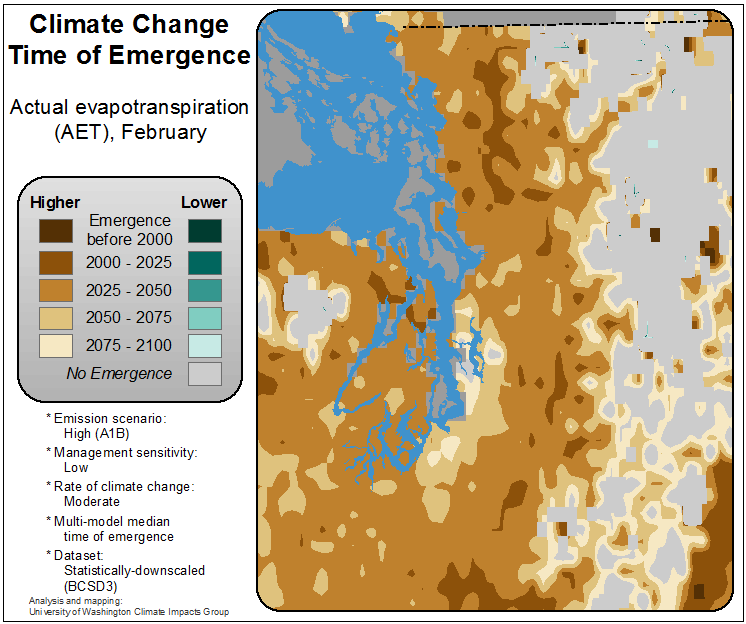 Climate Change
Time of Emergence
Actual evapotranspiration
(AET), February
Higher Lower
Emergence
before 2000
2000 - 2025
2025 - 2050
2050 - 2075
2075 - 2100
No Emergence
* Emission scenario:
High (A1B)
* Management sensitivity:
Low
* Rate of climate change:
Moderate
* Multi-model median
time of emergence
* Dataset:
Statistically-downscaled
(BCSD3)
Analysis and mapping:
University of Washington Climate Impacts Group